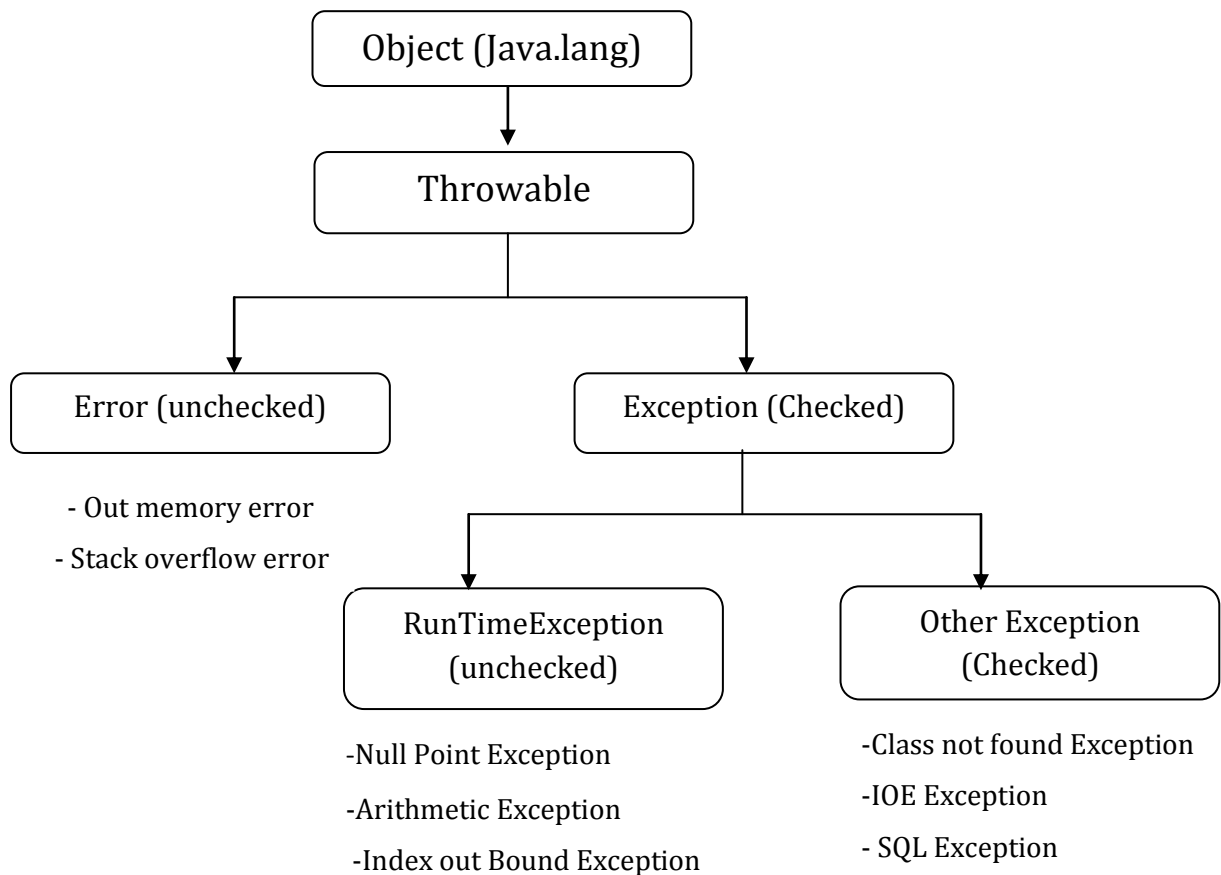 Object (Java.lang)
Throwable
Error (unchecked)
Exception (Checked)
- Out memory error
- Stack overflow error
RunTimeException
(unchecked)
Other Exception
(Checked)
-Null Point Exception
-Arithmetic Exception
-Index out Bound Exception
-Class not found Exception
-IOE Exception
- SQL Exception